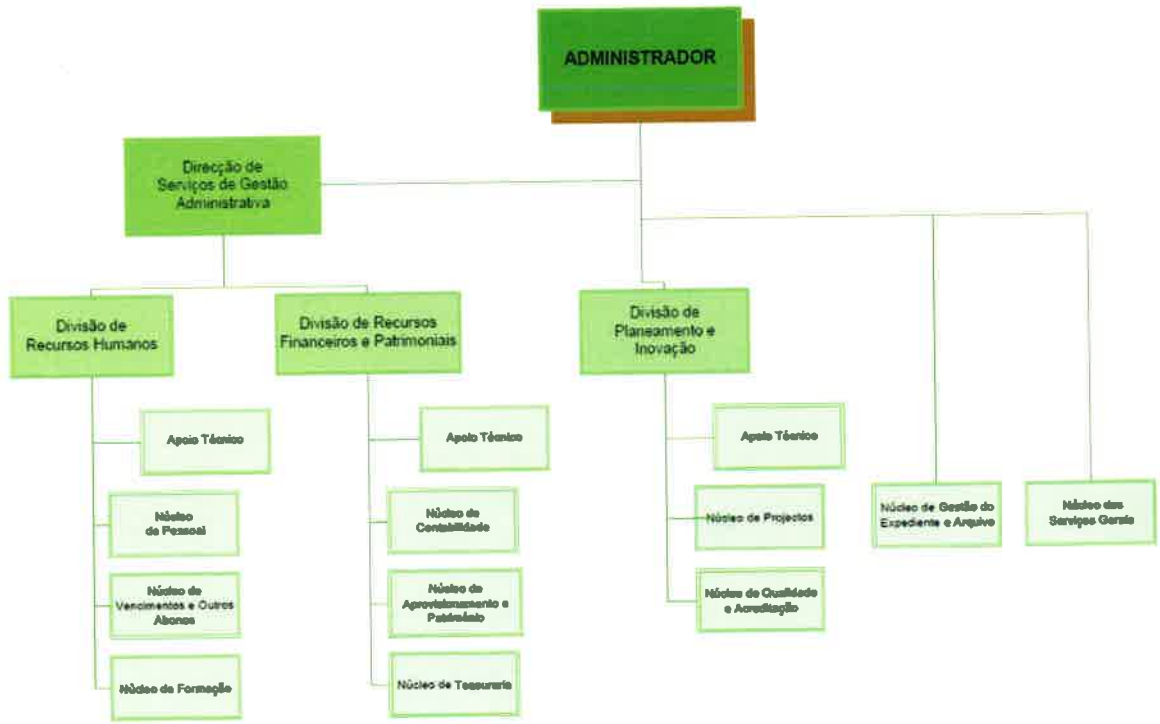 ADMINISTRADOR
Direcção de
Serviços de Gestão
Administrativa
Divisão de
Recursos Humanos
Divisão de Recursos
Financeiros e Patrimoniais
Divisão de
Planeamento e
Inovação
Apoio Técnico
Apoio Técnico
Apoio Técnico
Núcleo
de Pessoal
Núcleo de
Contabilidade
Núcleo de Projectos
Núcleo de Gestão do
Expediente e Arquivo
Núcleo dos
Serviços Gerais
Núcleo de
Vencimentos e Outros
Abonos
Núcleo de
Aprovisionamento e
Património
Núcleo de Qualidade
e Acreditação
Núcleo de Formação
Núcleo de Tesouraria